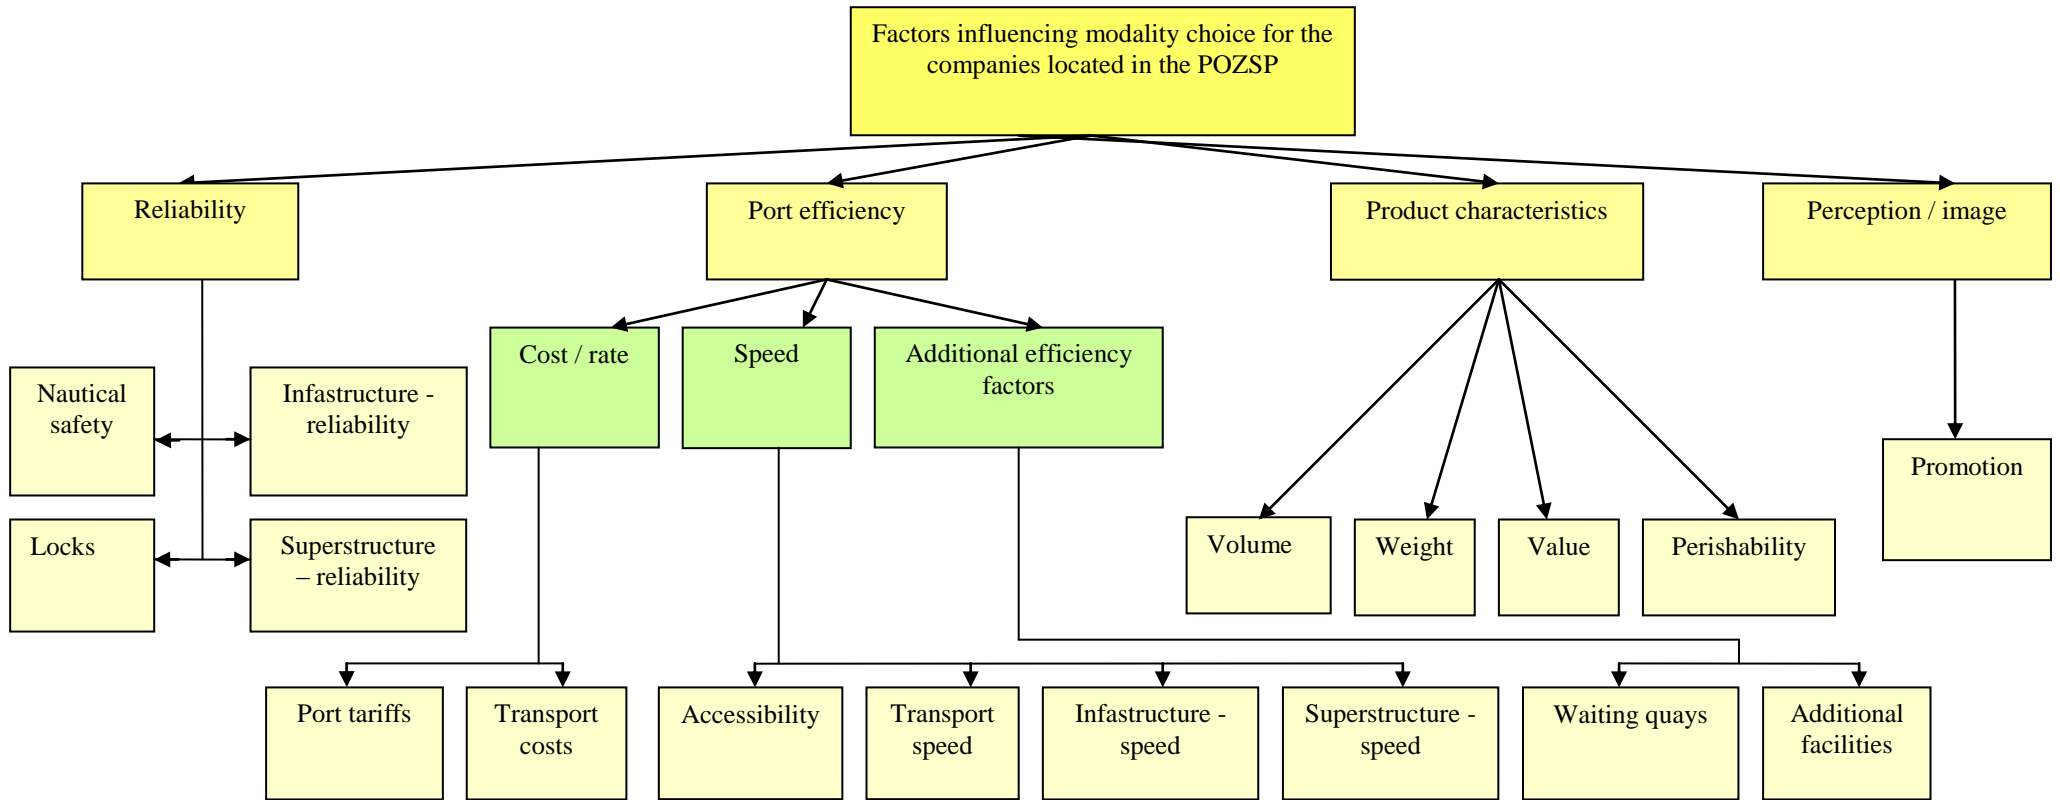 Factors influencing modality choice for the
companies located in the POZSP
Reliability
Port efficiency
Product characteristics
Perception / image
Cost / rate
Speed
Additional efficiency
factors
Nautical
safety
Infastructure -
reliability
Promotion
Locks
Superstructure
– reliability
Volume
Weight
Value
Perishability
Port tariffs
Transport
costs
Accessibility
Transport
speed
Infastructure -
speed
Superstructure -
speed
Waiting quays
Additional
facilities